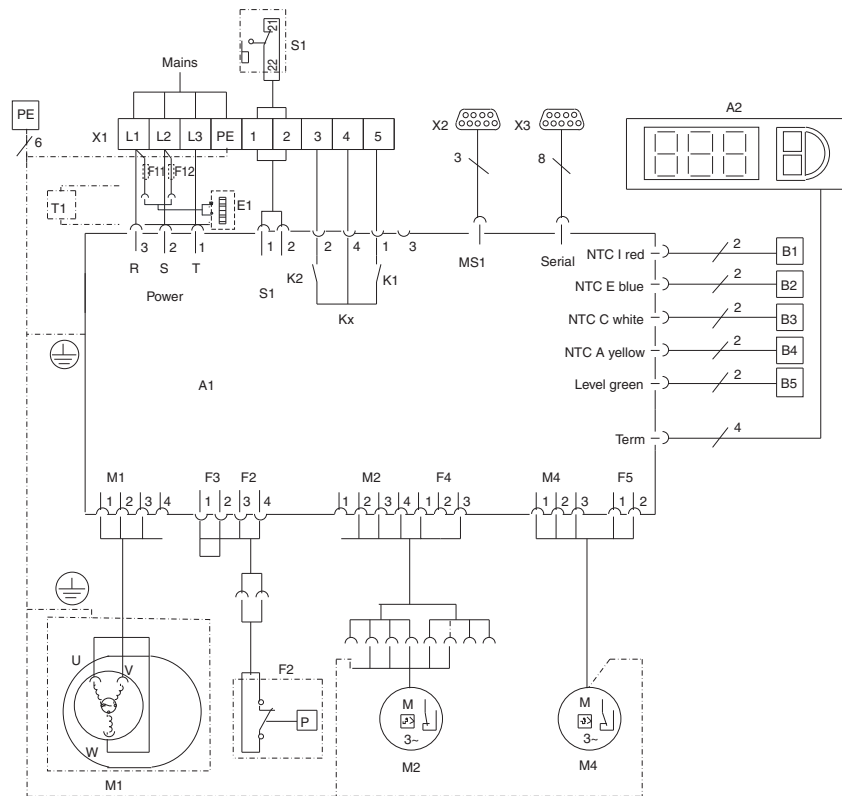 21
22
S1
Mains
PE
6
X1 L1 L2 L3 PE 1 2 3 4 5
X2
X3
3
8
A2
F11 F12
T1
E1
3 2 1
1 2
2 4 1 3
R S T
Power
S1
K2 K1
Kx
MS1
Serial
NTC I red 2 B1
NTC E blue 2 B2
NTC C white 2 B3
NTC A yellow 2 B4
Level green 2 B5
A1
Term 4
M1 F3 F2 M2 F4 M4 F5
1 2 3 4 1 2 3 4 1 2 3 4 1 2 3 1 2 3 1 2
U V
W
M1
F2
P
M
3~
M2
M
3~
M4